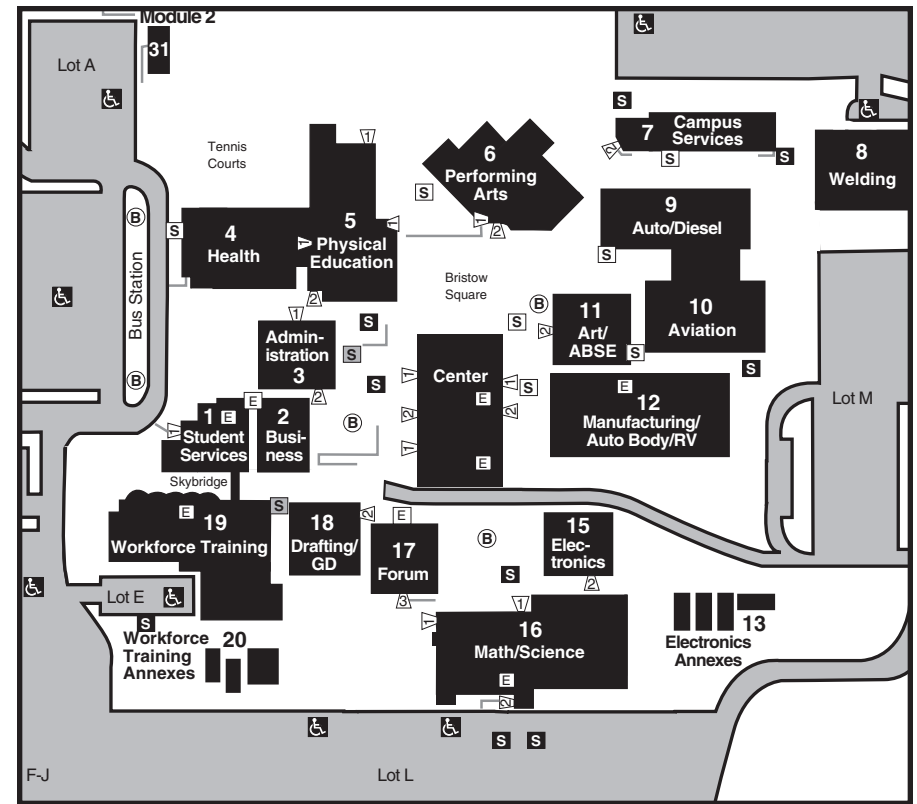 Module 2
31
Lot A
S
7
Campus
Services
2
S
S
8
Welding
Tennis
Courts
1
6
Performing
Arts
S
1
2
9
Auto/Diesel
S
B
S
4
Health
1
5
Physical
Education
1
2
Bus Station
B
Bristow
Square
B
S
11
Art/
ABSE
2
S
10
Aviation
S
1
Admin-
istration
3
S
S
S
2
Center
1
2
1
1
2
E
E
S
E
12
Manufacturing/
Auto Body/RV
Lot M
1
E
Student
Services
1
E
2
Busi-
ness
B
Skybridge
E
19
Workforce Training
S
18
Drafting/
GD
2
E
17
Forum
3
B
S
15
Elec-
tronics
2
Lot E
S
Workforce
Training
Annexes
20
1
1
16
Math/Science
E
2
13
Electronics
Annexes
S
S
F-J
Lot L